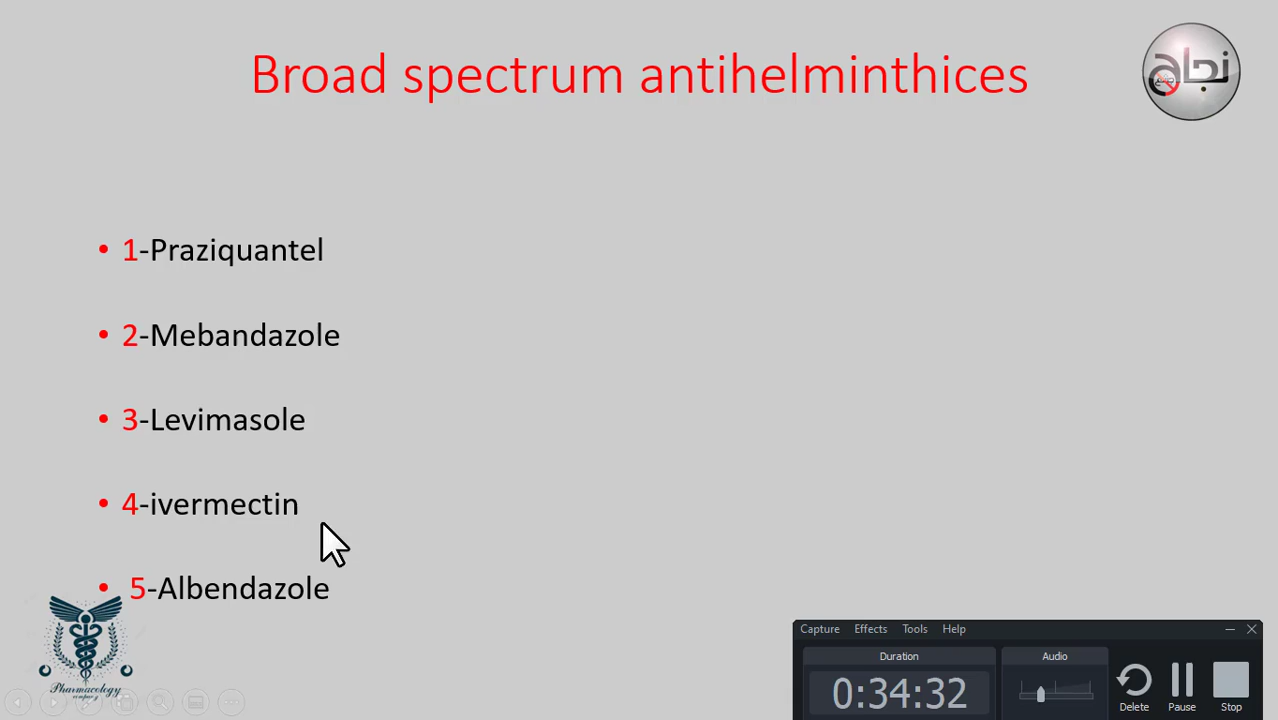 Broad spectrum antihelminthices
نبأ
• 1-Praziquantel
• 2-Mebandazole
• 3-Levimasole
• 4-ivermectin
• 5-Albendazole
Pharmacology
Capture Effects Tools Help
Duration
Audio
0:34:32
Delete Pause Stop